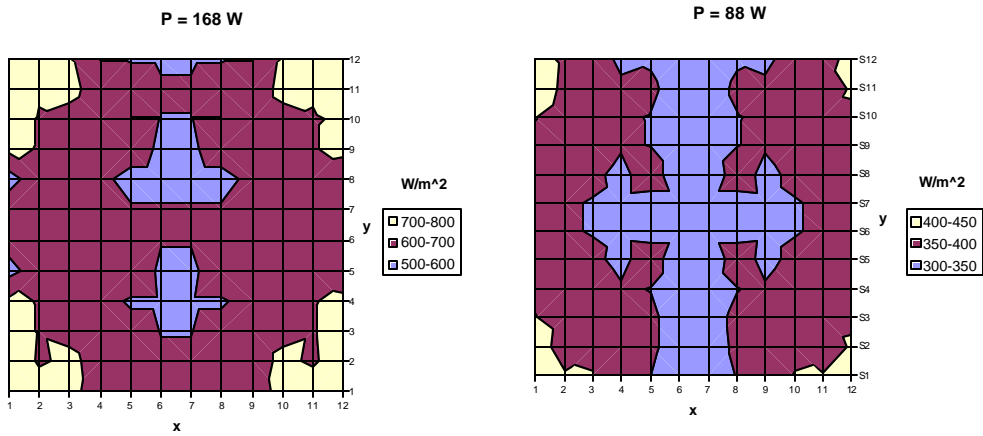 P = 168 W
12
11
10
9
8
7
6
5
4
3
2
1
y
1 2 3 4 5 6 7 8 9 10 11 12
x
W/m^2
700-800
600-700
500-600
P = 88 W
S12
S11
S10
S9
S8
S7
S6
S5
S4
S3
S2
S1
y
1 2 3 4 5 6 7 8 9 10 11 12
x
W/m^2
400-450
350-400
300-350